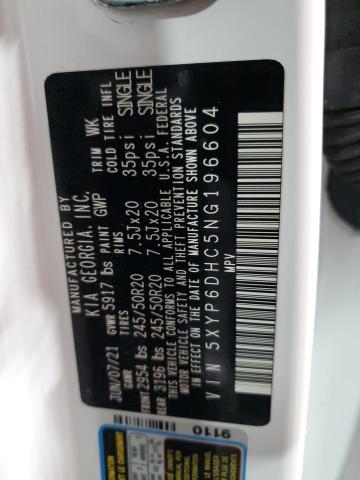 MANUFACTURED BY
KIA GEORGIA, INC.
JUN/07/21 PAINT GWP TRIM WK
GVWR 5917 lbs RIMS COLD TIRE INFL.
GWR
FRONT 2954 lbs 245/50R20 7.5Jx20 35psi SINGLE
REAR 3196 lbs 245/50R20 7.5Jx20 35psi SINGLE
THIS VEHICLE CONFORMS TO ALL APPLICABLE U.S.A. FEDERAL
MOTOR VEHICLE SAFETY AND THEFT PREVENTION STANDARDS
IN EFFECT ON THE DATE OF MANUFACTURE SHOWN ABOVE
VIN 5XYP6DHC5NG196604
MPV
9110